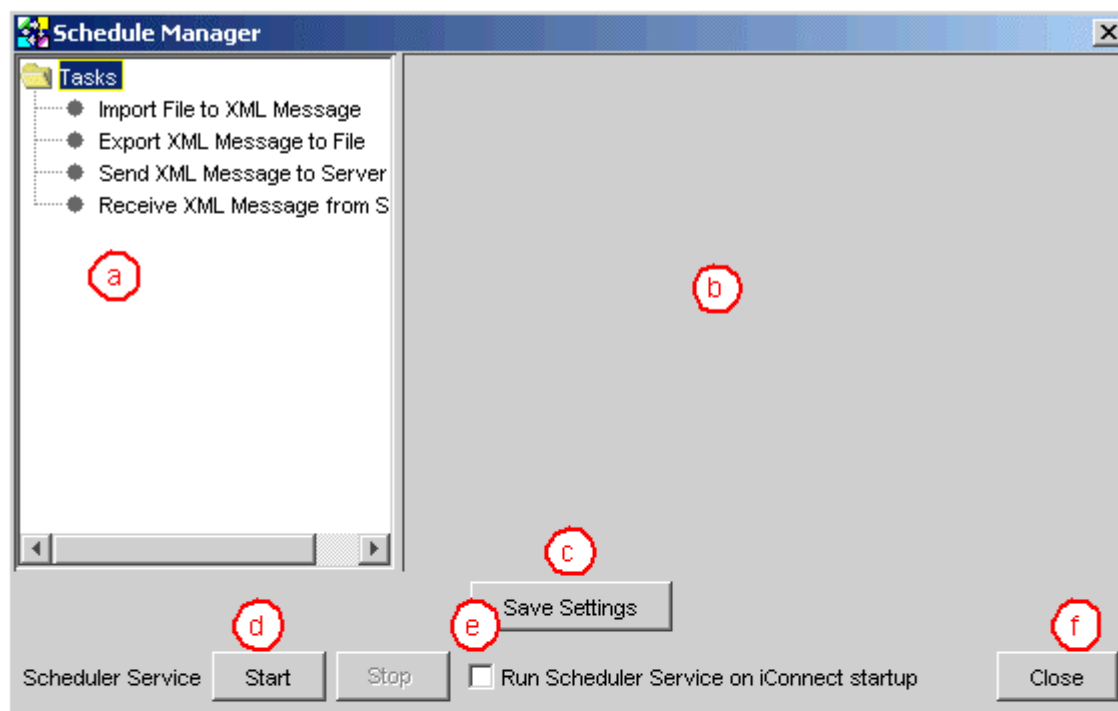 Schedule Manager
Tasks
Import File to XML Message
Export XML Message to File
Send XML Message to Server
Receive XML Message from S
a
b
c
Save Settings
d
e
f
Scheduler Service
Start
Stop
Run Scheduler Service on iConnect startup
Close